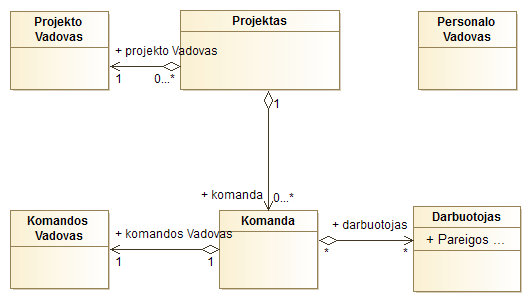 Projekto
Vadovas
Projektas
Personalo
Vadovas
+ projekto Vadovas
1
0...*
1
+ komanda
0...*
Komandos
Vadovas
+ komandos Vadovas
1
1
Komanda
+ darbuotojas
*
*
Darbuotojas
+ Pareigos ...